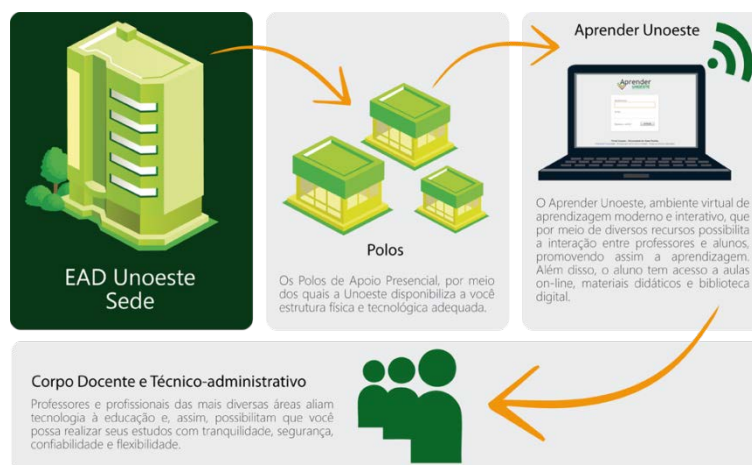 EAD Unoeste
Sede
Polos
Os Polos de Apoio Presencial, por meio
dos quais a Unoeste disponibiliza a você
estrutura física e tecnológica adequada.
Aprender Unoeste
Aprender
UNOESTE
O Aprender Unoeste, ambiente virtual de
aprendizagem moderno e interativo, que
por meio de diversos recursos possibilita
a interação entre professores e alunos,
promovendo assim a aprendizagem.
Além disso, o aluno tem acesso a aulas
on-line, materiais didáticos e biblioteca
digital.
Corpo Docente e Técnico-administrativo
Professores e profissionais das mais diversas áreas aliam
tecnologia à educação e, assim, possibilitam que você
possa realizar seus estudos com tranquilidade, segurança,
confiabilidade e flexibilidade.